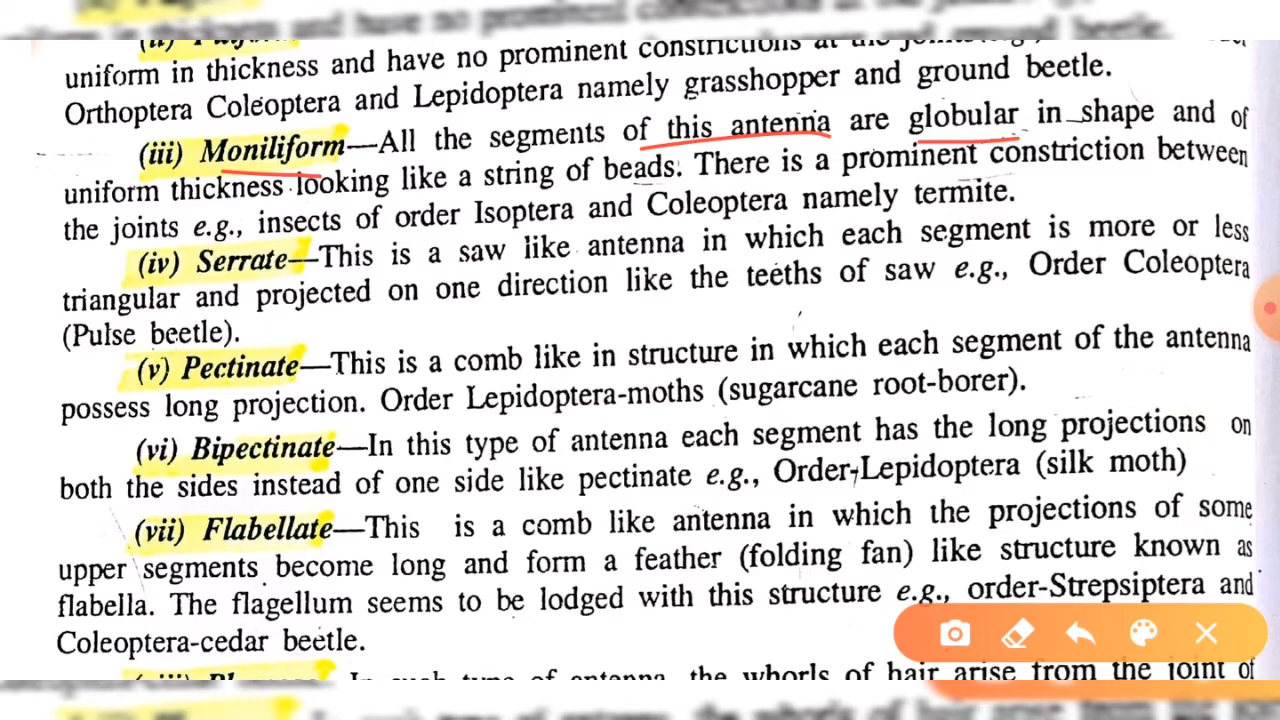 uniform in thickness and have no prominent constrictions at the
Orthoptera Coleoptera and Lepidoptera namely grasshopper and ground beetle.
(iii) Moniliform—All the segments of this antenna are globular in shape and of
uniform thickness looking like a string of beads. There is a prominent constriction between
the joints e.g., insects of order Isoptera and Coleoptera namely termite.
(iv) Serrate—This is a saw like antenna in which each segment is more or less
triangular and projected on one direction like the teeths of saw e.g., Order Coleoptera
(Pulse beetle).
(v) Pectinate—This is a comb like in structure in which each segment of the antenna
possess long projection. Order Lepidoptera-moths (sugarcane root-borer).
(vi) Bipectinate—In this type of antenna each segment has the long projections on
both the sides instead of one side like pectinate e.g., Order-Lepidoptera (silk moth)
(vii) Flabellate—This is a comb like antenna in which the projections of some
upper segments become long and form a feather (folding fan) like structure known as
flabella. The flagellum seems to be lodged with this structure e.g., order-Strepsiptera and
Coleoptera-cedar beetle.
the whorls of hair arise from the joint of